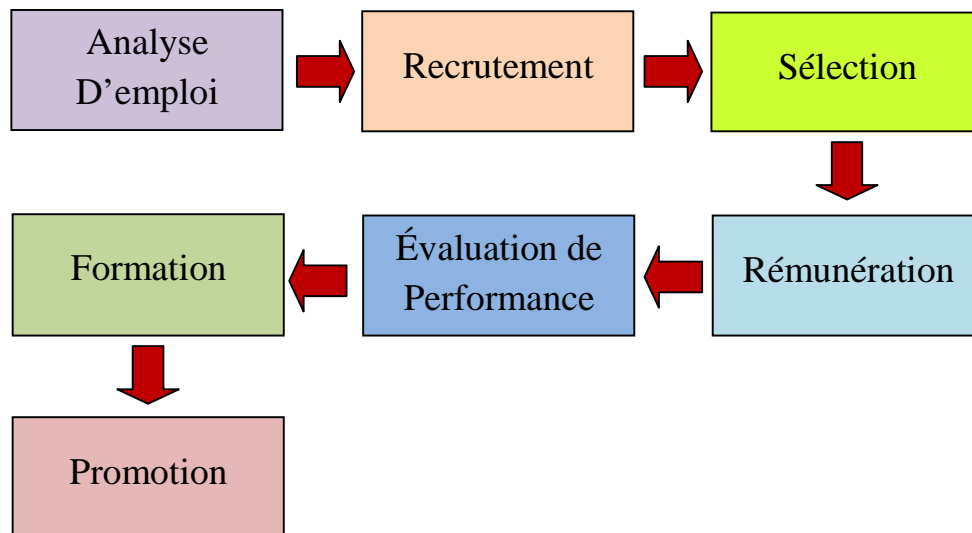 Analyse
D’emploi
Recrutement
Sélection
Formation
Évaluation de
Performance
Rémunération
Promotion